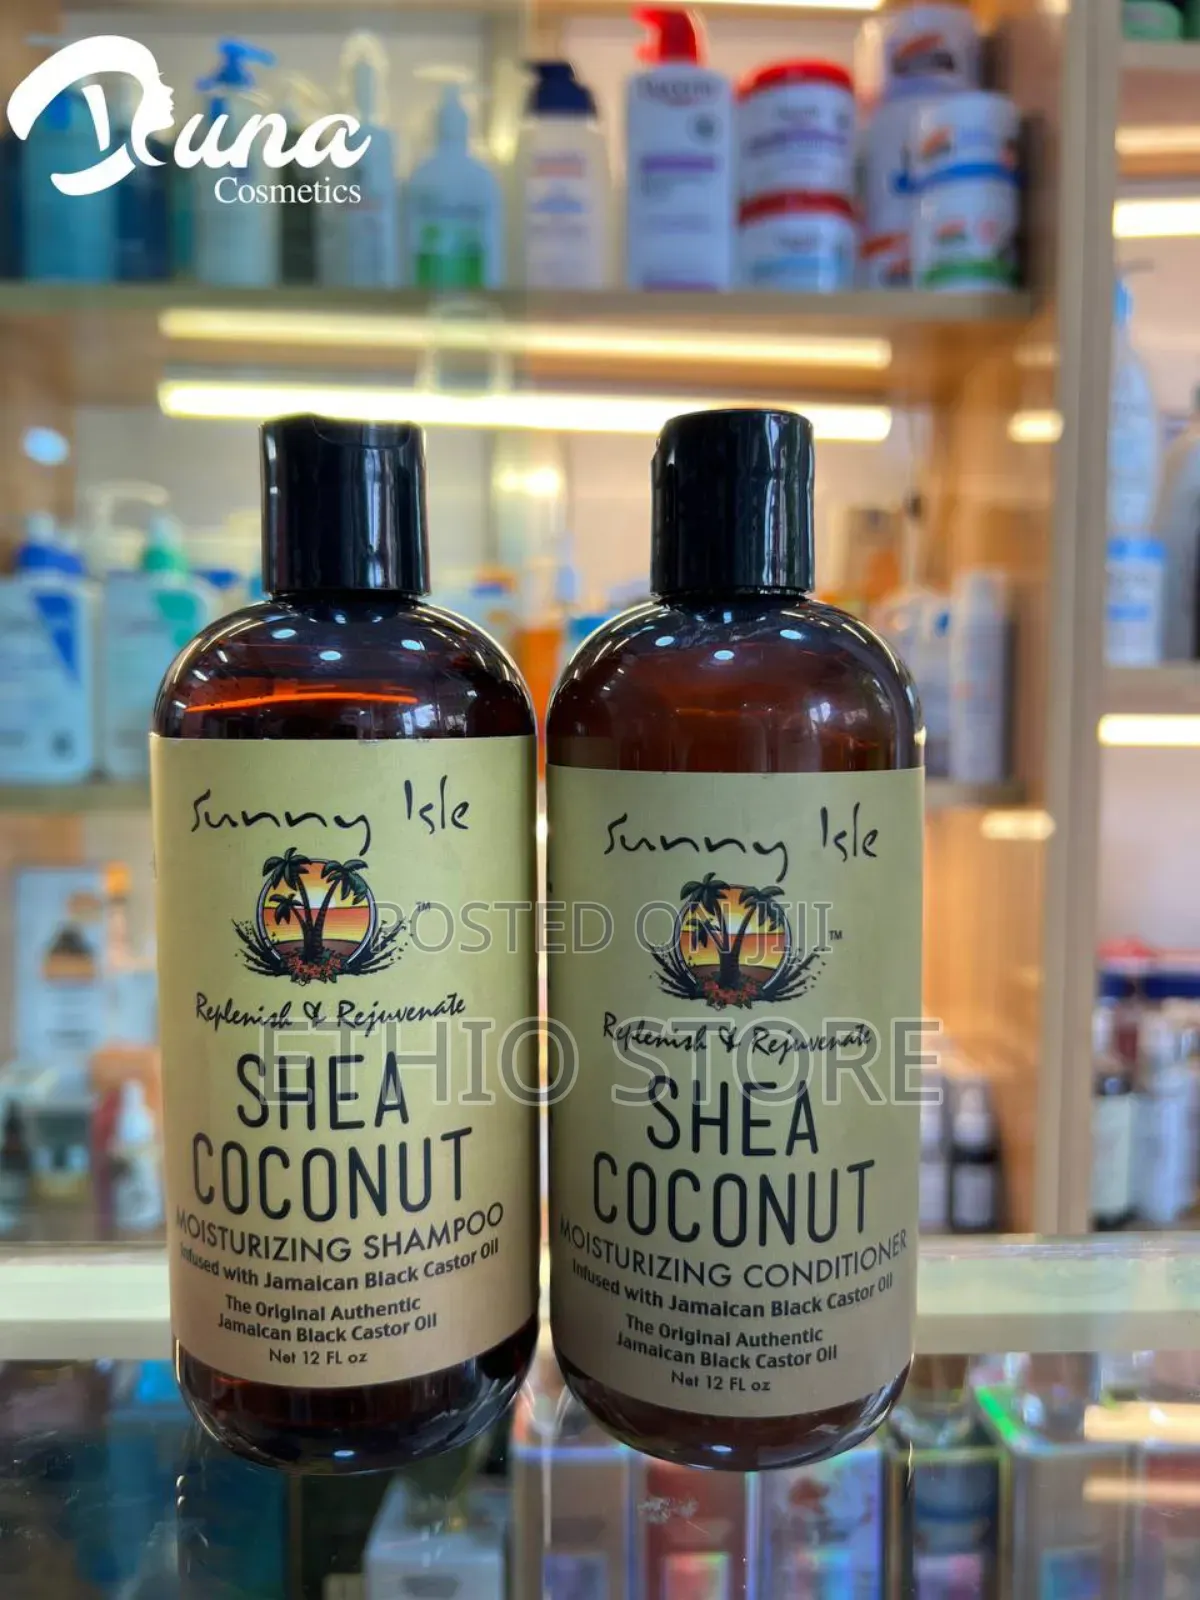 Duna
Cosmetics
Sunny Isle
TM
Replenish & Rejuvenate
SHEA
COCONUT
MOISTURIZING SHAMPOO
Infused with Jamaican Black Castor Oil
The Original Authentic
Jamaican Black Castor Oil
Net 12 FL oz
Sunny Isle
TM
Replenish & Rejuvenate
SHEA
COCONUT
MOISTURIZING CONDITIONER
Infused with Jamaican Black Castor Oil
The Original Authentic
Jamaican Black Castor Oil
Net 12 FL oz
POSTED ON JIJI
ETHIO STORE